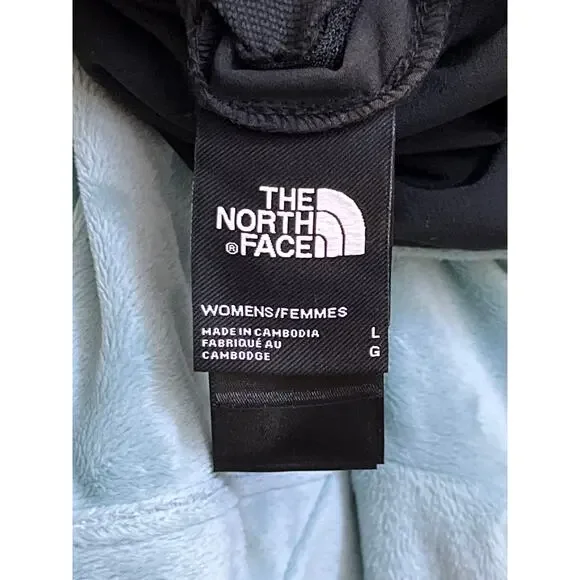 THE
NORTH
® FACE
WOMENS/FEMMES
MADE IN CAMBODIA L
FABRIQUÉ AU G
CAMBODGE